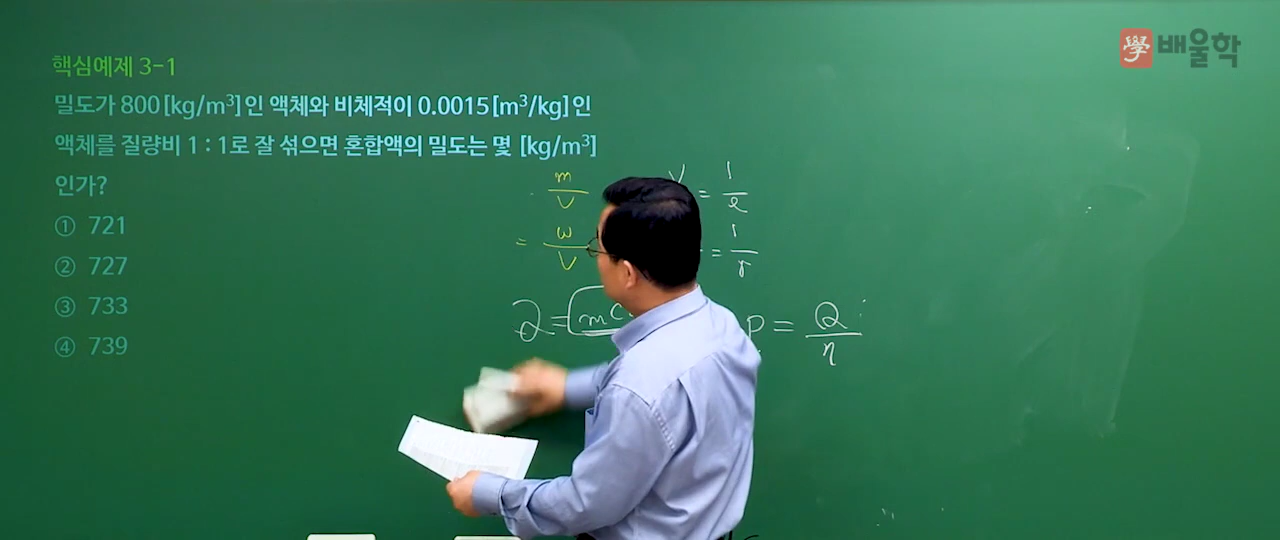 學 배울학
핵심예제 3-1
밀도가 800[kg/m³]인 액체와 비체적이 0.0015[m³/kg]인
액체를 질량비 1 : 1로 잘 섞으면 혼합액의 밀도는 몇 [kg/m³]
인가?
① 721
② 727
③ 733
④ 739
m/V
V = 1/ρ
= w/V
= 1/r
Q = mC
P = Q/η